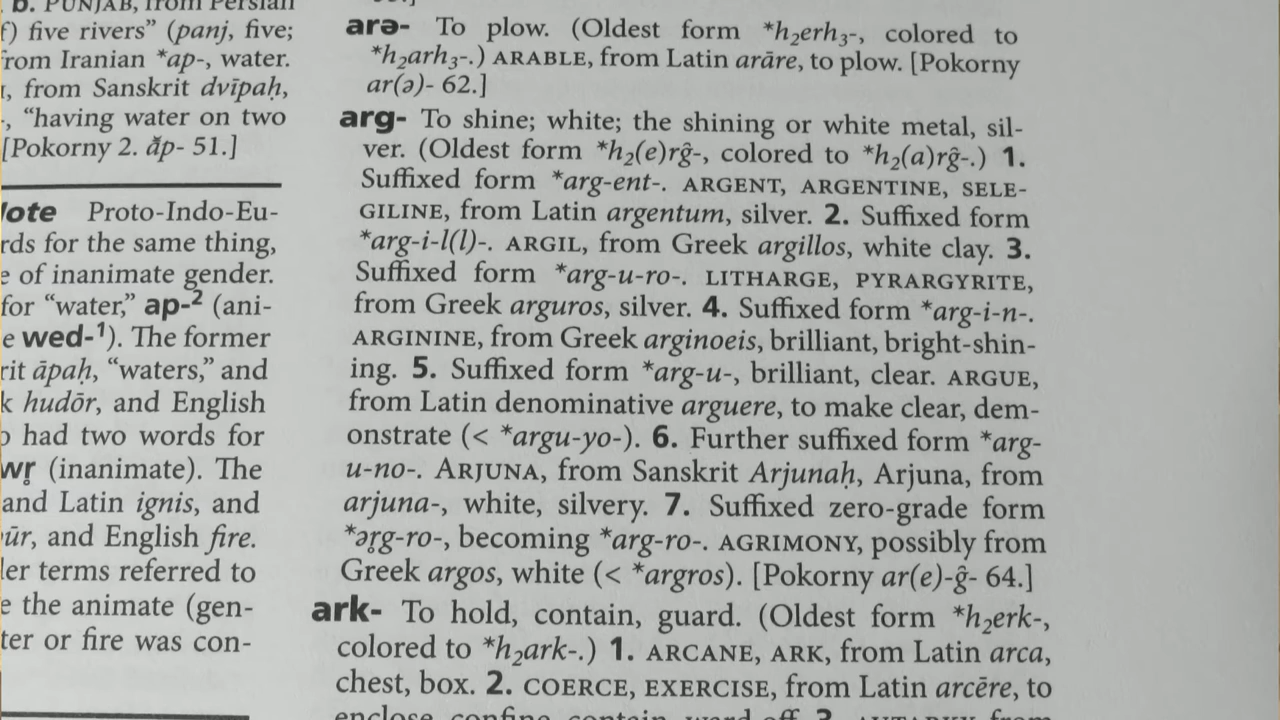 b. PUNJAB, from Persian
f) five rivers” (panj, five;
from Iranian *ap-, water.
, from Sanskrit dvīpaḥ,
-, “having water on two
[Pokorny 2. ăp- 51.]
Note Proto-Indo-Eu-
rds for the same thing,
e of inanimate gender.
for “water,” ap-² (ani-
e wed-¹). The former
rit āpaḥ, “waters,” and
k hudōr, and English
o had two words for
wr̥ (inanimate). The
and Latin ignis, and
ūr, and English fire.
ler terms referred to
e the animate (gen-
ter or fire was con-
arə- To plow. (Oldest form *h₂erh₃-, colored to
*h₂arh₃-.) ARABLE, from Latin arāre, to plow. [Pokorny
ar(ə)- 62.]
arg- To shine; white; the shining or white metal, sil-
ver. (Oldest form *h₂(e)rĝ-, colored to *h₂(a)rĝ-.) 1.
Suffixed form *arg-ent-. ARGENT, ARGENTINE, SELE-
GILINE, from Latin argentum, silver. 2. Suffixed form
*arg-i-l(l)-. ARGIL, from Greek argillos, white clay. 3.
Suffixed form *arg-u-ro-. LITHARGE, PYRARGYRITE,
from Greek arguros, silver. 4. Suffixed form *arg-i-n-.
ARGININE, from Greek arginoeis, brilliant, bright-shin-
ing. 5. Suffixed form *arg-u-, brilliant, clear. ARGUE,
from Latin denominative arguere, to make clear, dem-
onstrate (< *argu-yo-). 6. Further suffixed form *arg-
u-no-. ARJUNA, from Sanskrit Arjunaḥ, Arjuna, from
arjuna-, white, silvery. 7. Suffixed zero-grade form
*ər̥g-ro-, becoming *arg-ro-. AGRIMONY, possibly from
Greek argos, white (< *argros). [Pokorny ar(e)-ĝ- 64.]
ark- To hold, contain, guard. (Oldest form *h₂erk-,
colored to *h₂ark-.) 1. ARCANE, ARK, from Latin arca,
chest, box. 2. COERCE, EXERCISE, from Latin arcēre, to
enclose, confine, contain, ward off. 3. AUTARKY, from